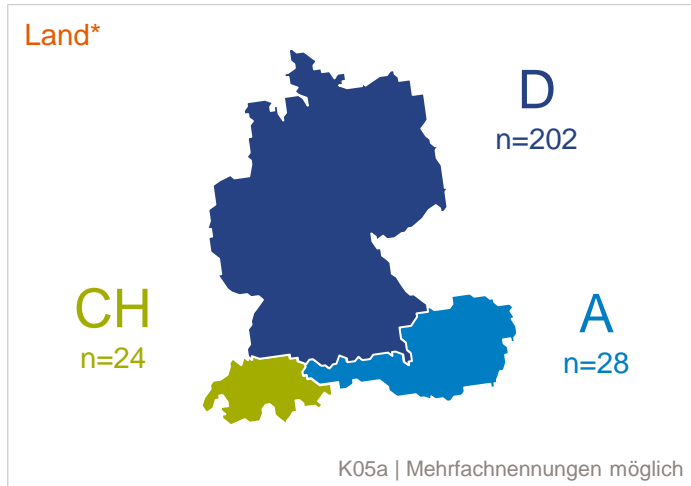 Land*
D
n=202
CH
n=24
A
n=28
K05a | Mehrfachnennungen möglich